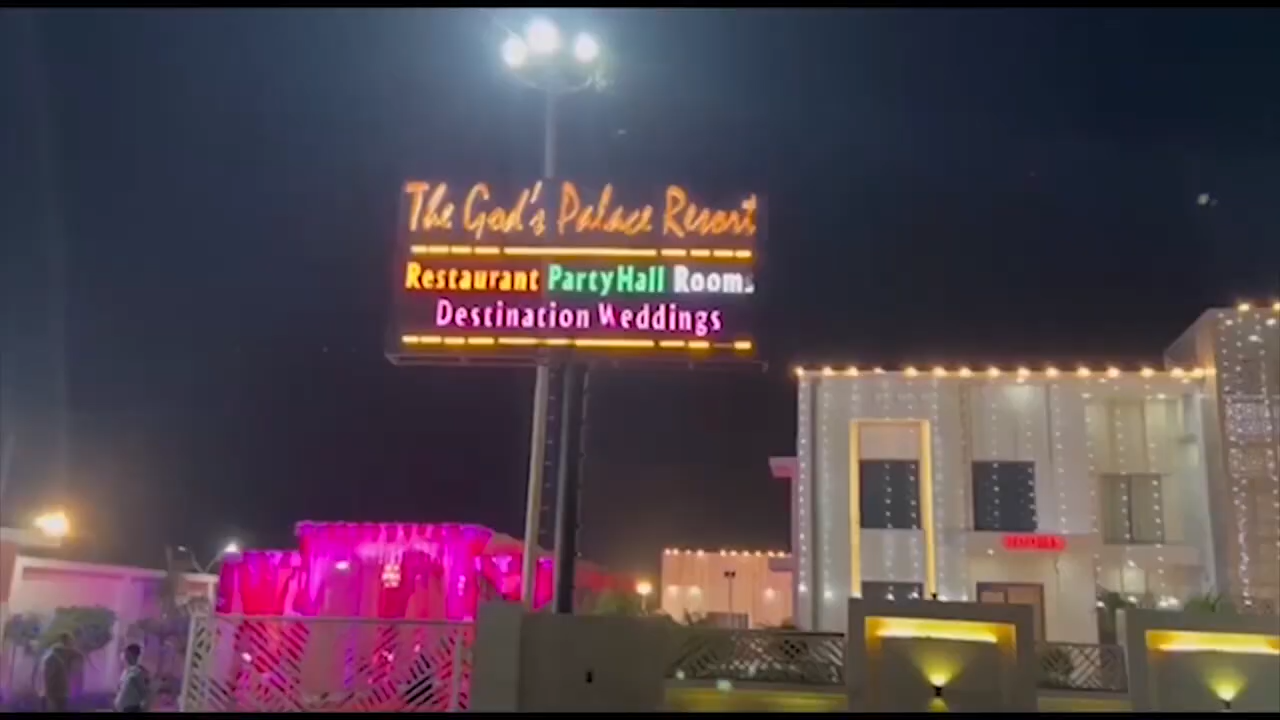 The God's Palace Resort
Restaurant PartyHall Rooms
Destination Weddings